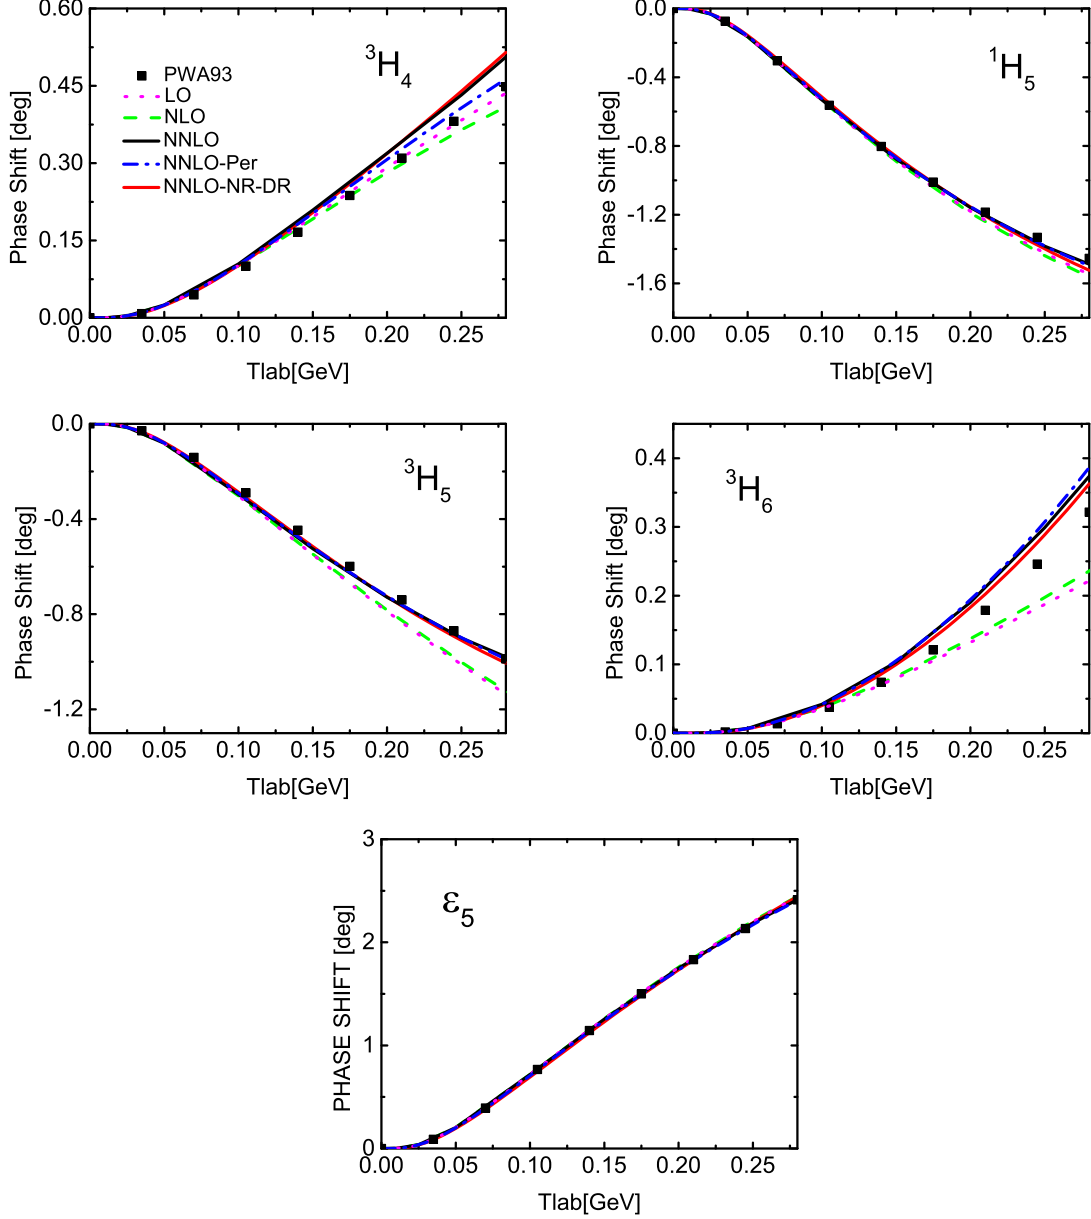 0.60
0.45
0.30
0.15
0.00
Phase Shift [deg]
³H₄
PWA93
LO
NLO
NNLO
NNLO-Per
NNLO-NR-DR
0.00 0.05 0.10 0.15 0.20 0.25
Tlab[GeV]
0.0
-0.4
-0.8
-1.2
-1.6
Phase Shift [deg]
¹H₅
0.00 0.05 0.10 0.15 0.20 0.25
Tlab[GeV]
0.0
-0.4
-0.8
-1.2
Phase Shift [deg]
³H₅
0.00 0.05 0.10 0.15 0.20 0.25
Tlab[GeV]
0.4
0.3
0.2
0.1
0.0
Phase Shift [deg]
³H₆
0.00 0.05 0.10 0.15 0.20 0.25
Tlab[GeV]
3
2
1
0
PHASE SHIFT [deg]
ε₅
0.00 0.05 0.10 0.15 0.20 0.25
Tlab[GeV]